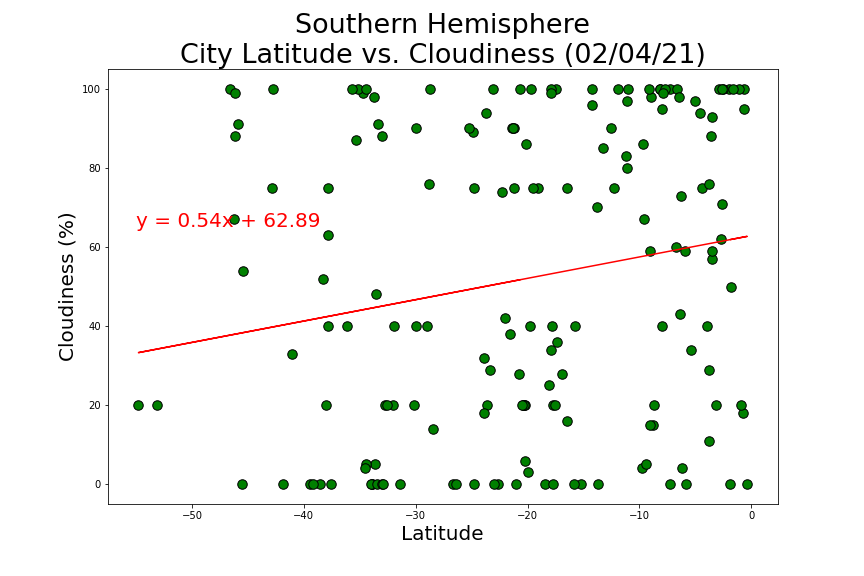 Southern Hemisphere
City Latitude vs. Cloudiness (02/04/21)
100
80
60
40
20
0
Cloudiness (%)
y = 0.54x + 62.89
−50
−40
−30
−20
−10
0
Latitude